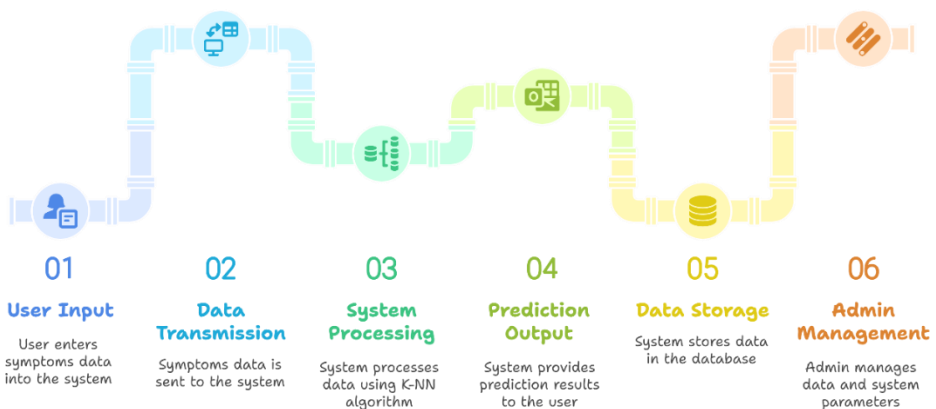 01
User Input
User enters
symptoms data
into the system
02
Data
Transmission
Symptoms data is
sent to the system
03
System
Processing
System processes
data using K-NN
algorithm
04
Prediction
Output
System provides
prediction results
to the user
05
Data Storage
System stores data
in the database
06
Admin
Management
Admin manages
data and system
parameters